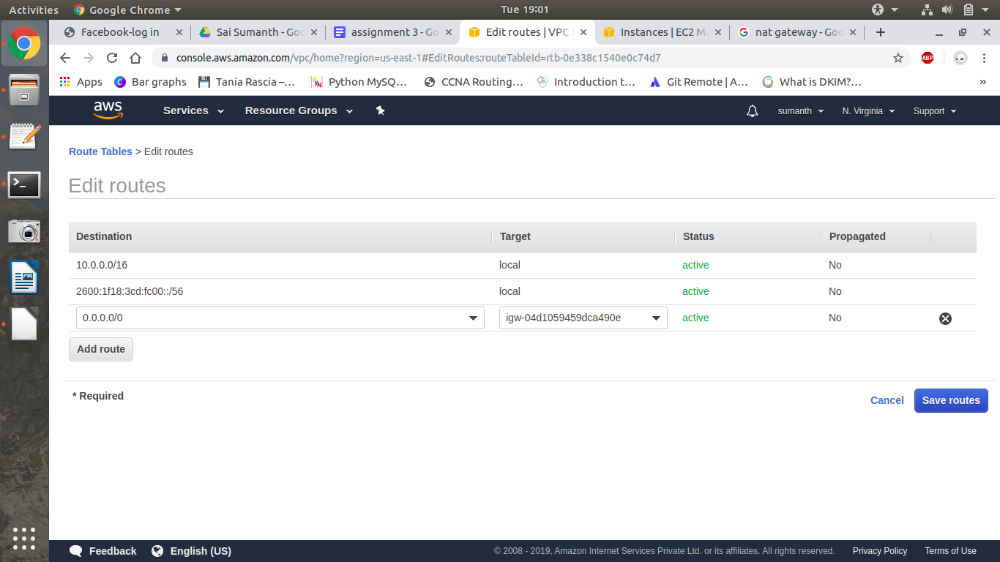 Activities Google Chrome Tue 19:01
Facebook-log in Sai Sumanth - Goo assignment 3 - Go Edit routes | VPC Instances | EC2 Ma nat gateway - Goo
console.aws.amazon.com/vpc/home?region=us-east-1#EditRoutes:routeTableId=rtb-0e338c1540e0c74d7 ABP
Apps Bar graphs Tania Rascia –... Python MySQ... CCNA Routing... Introduction t... Git Remote | A... What is DKIM?... »
aws Services Resource Groups sumanth N. Virginia Support
Route Tables > Edit routes
Edit routes
Destination Target Status Propagated
10.0.0.0/16 local active No
2600:1f18:3cd:fc00::/56 local active No
0.0.0.0/0 igw-04d1059459dca490e active No
Add route
* Required
Cancel Save routes
Feedback English (US) © 2008 - 2019, Amazon Internet Services Private Ltd. or its affiliates. All rights reserved. Privacy Policy Terms of Use